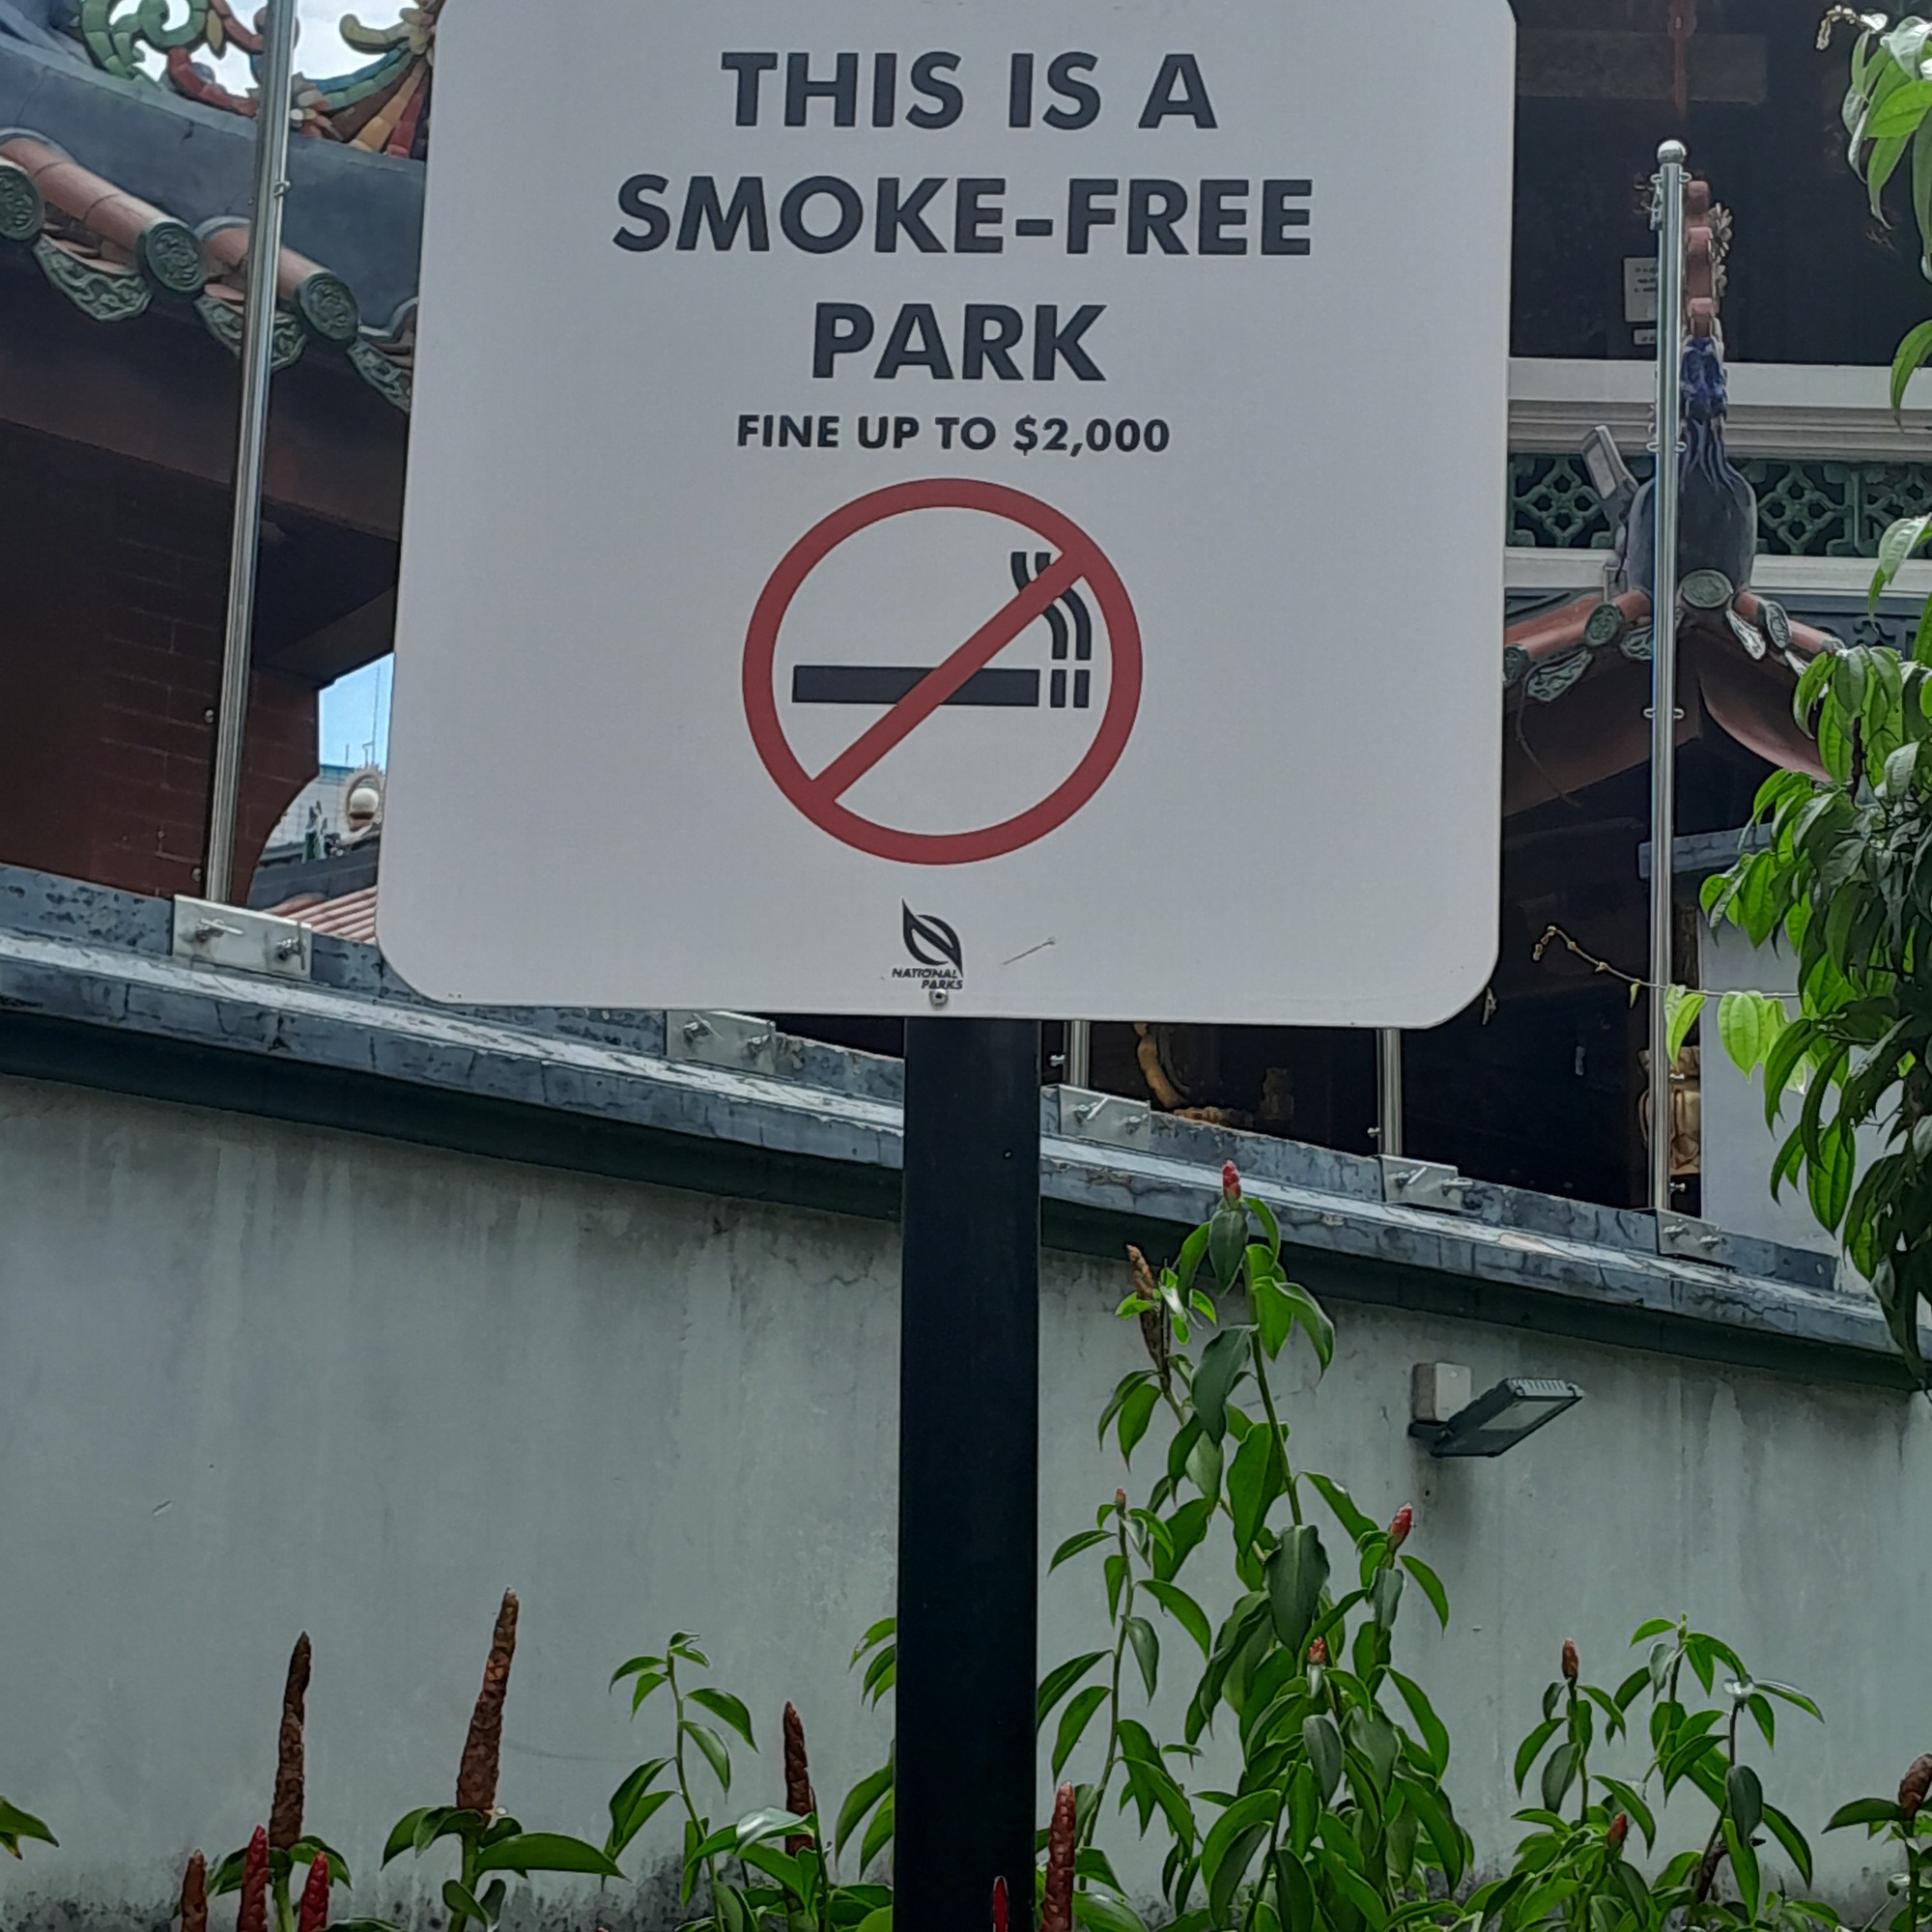 THIS IS A
SMOKE-FREE
PARK
FINE UP TO $2,000
NATIONAL
PARKS